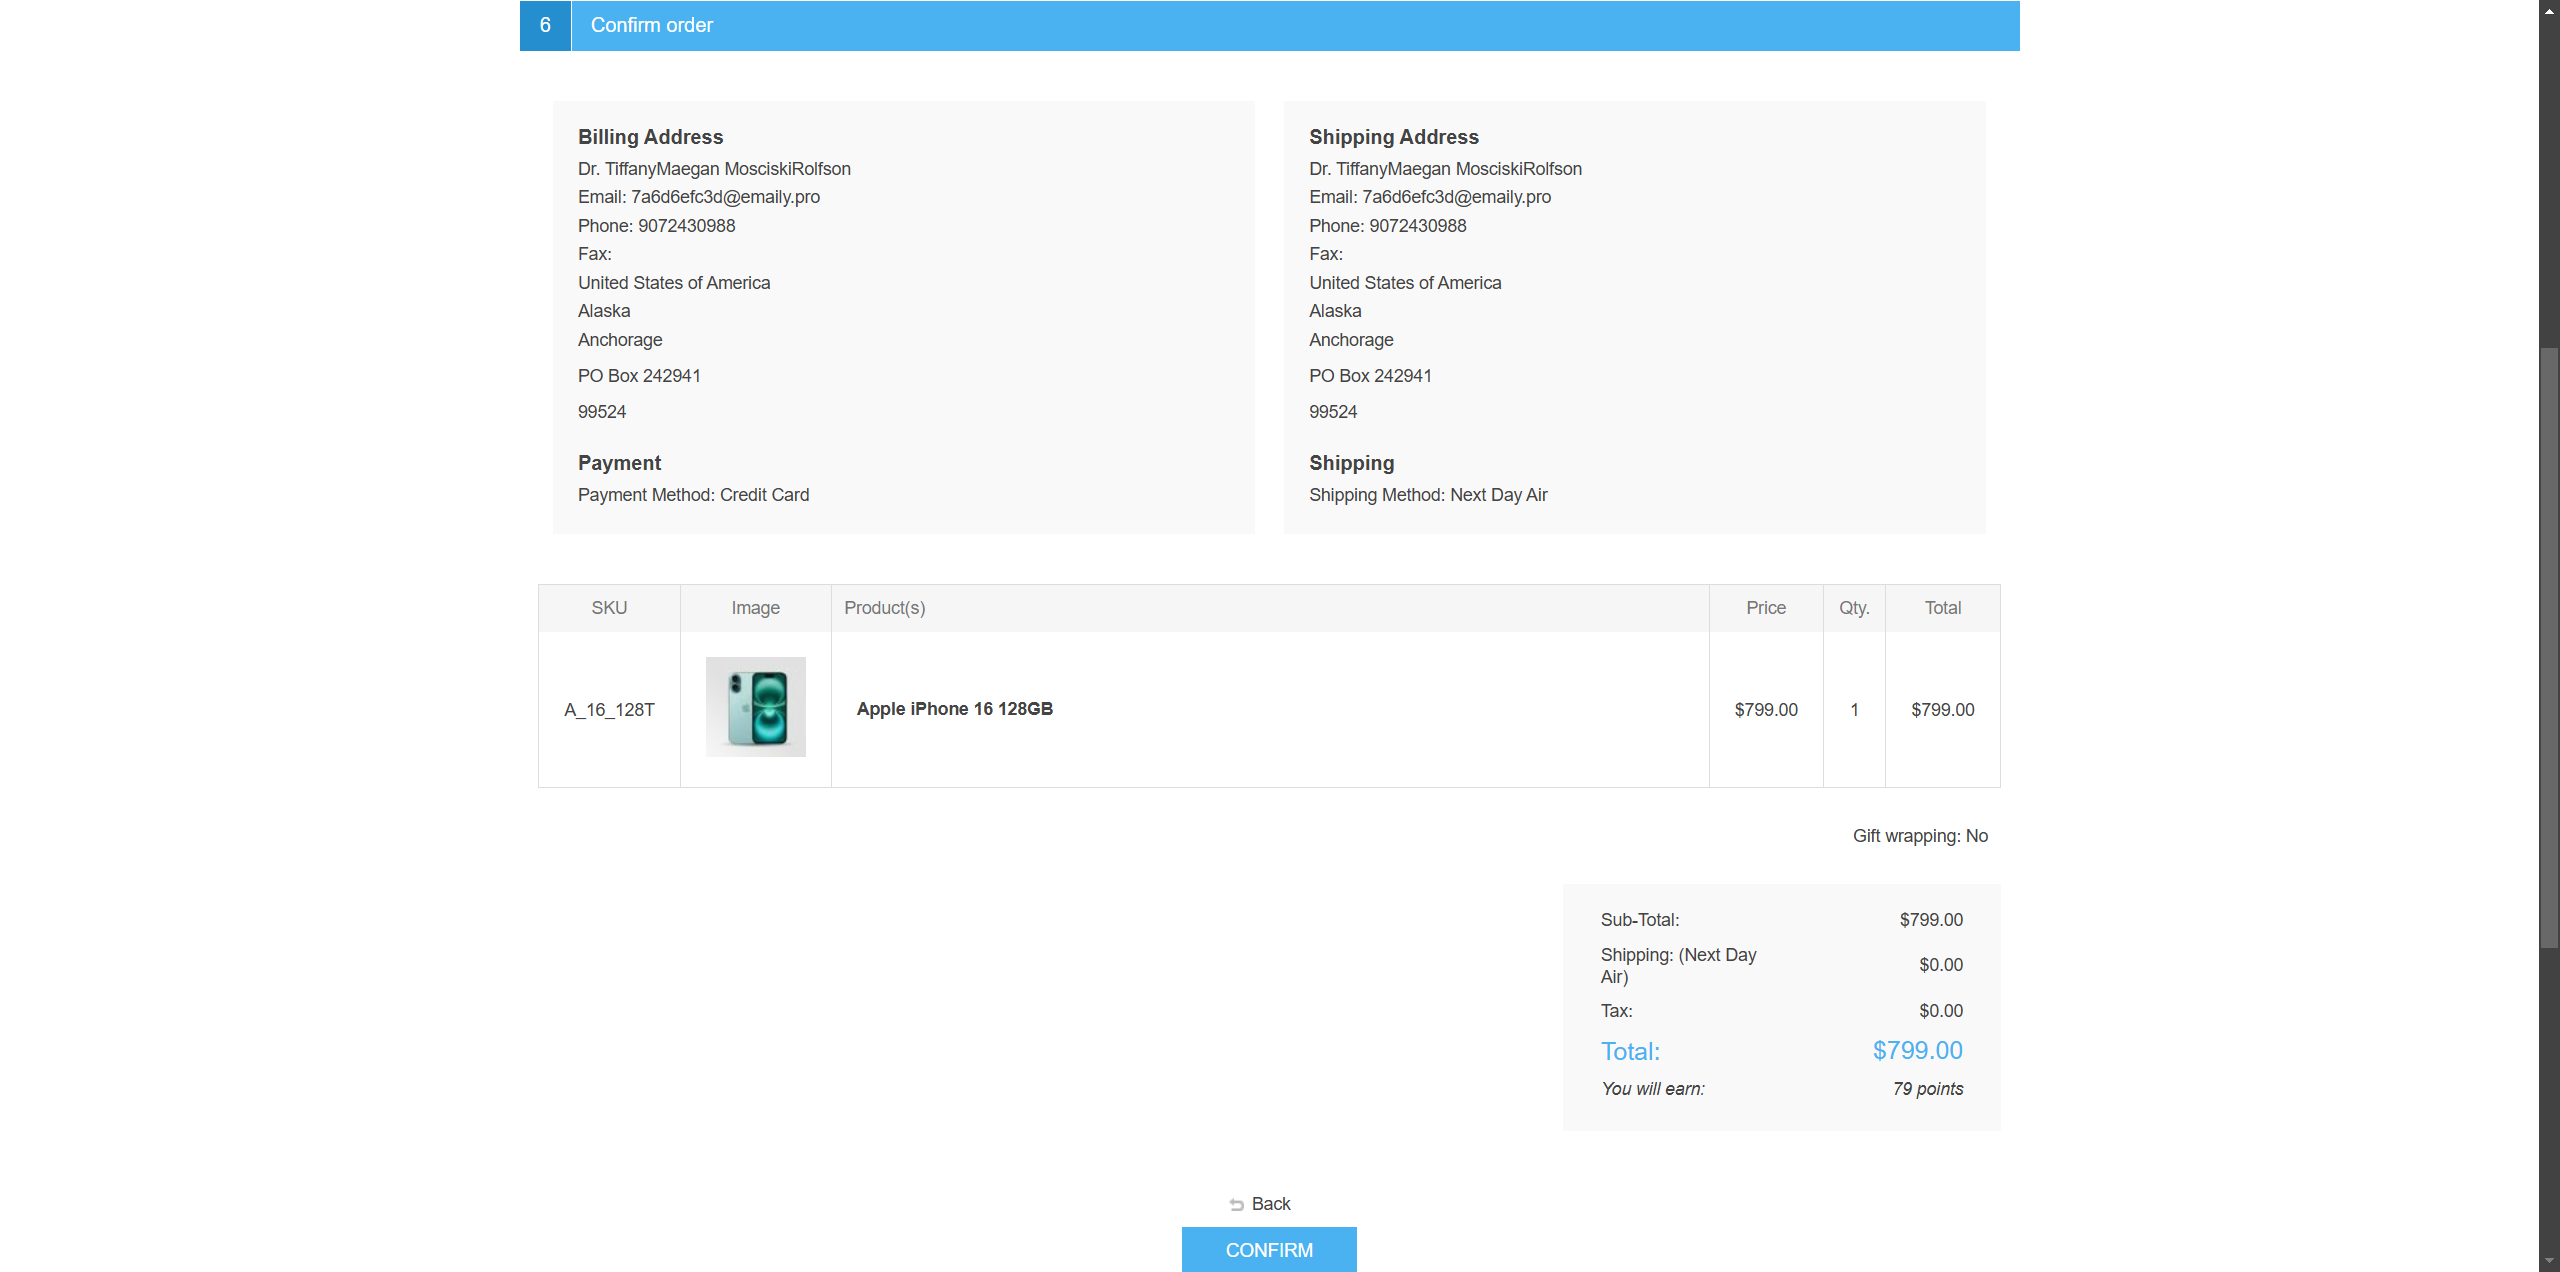 6 Confirm order
Billing Address
Dr. TiffanyMaegan MosciskiRolfson
Email: 7a6d6efc3d@emaily.pro
Phone: 9072430988
Fax:
United States of America
Alaska
Anchorage
PO Box 242941
99524
Payment
Payment Method: Credit Card
Shipping Address
Dr. TiffanyMaegan MosciskiRolfson
Email: 7a6d6efc3d@emaily.pro
Phone: 9072430988
Fax:
United States of America
Alaska
Anchorage
PO Box 242941
99524
Shipping
Shipping Method: Next Day Air
SKU Image Product(s) Price Qty. Total
A_16_128T Apple iPhone 16 128GB $799.00 1 $799.00
Gift wrapping: No
Sub-Total: $799.00
Shipping: (Next Day
Air) $0.00
Tax: $0.00
Total: $799.00
You will earn: 79 points
Back
CONFIRM